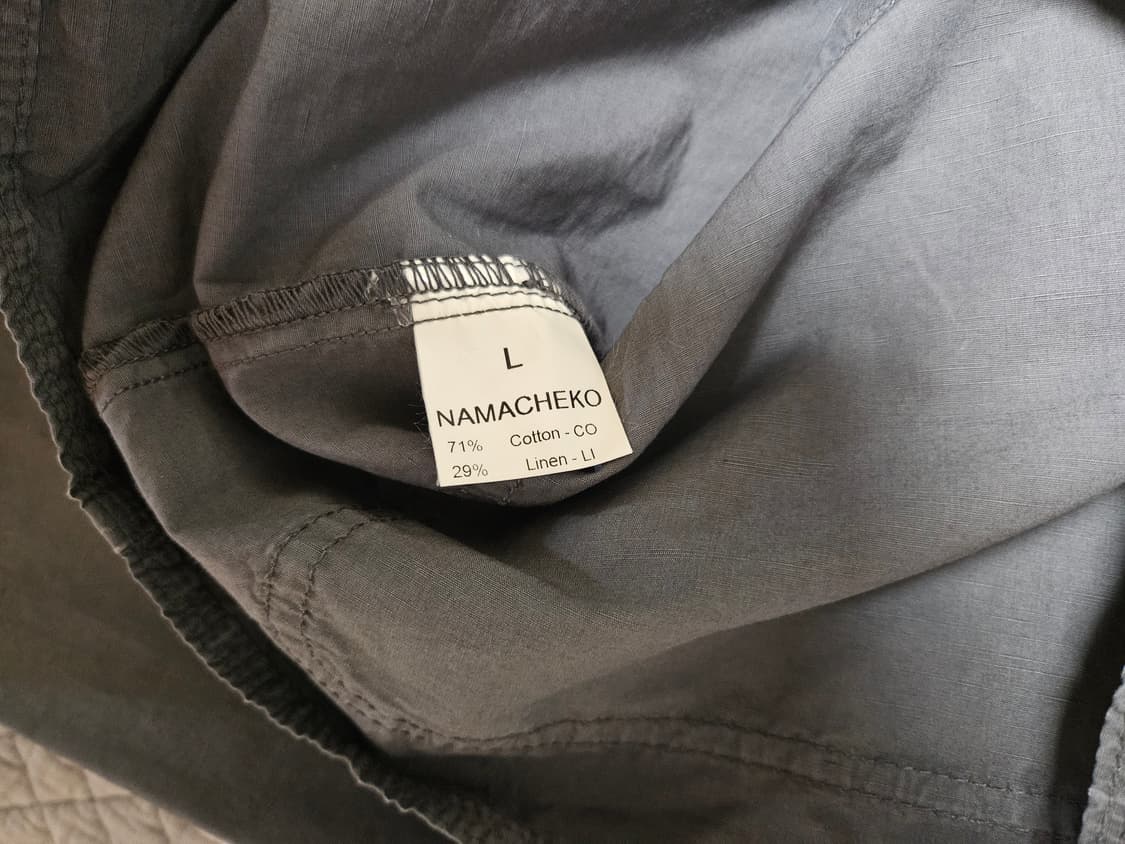 L
NAMACHEKO
71% Cotton - CO
29% Linen - LI